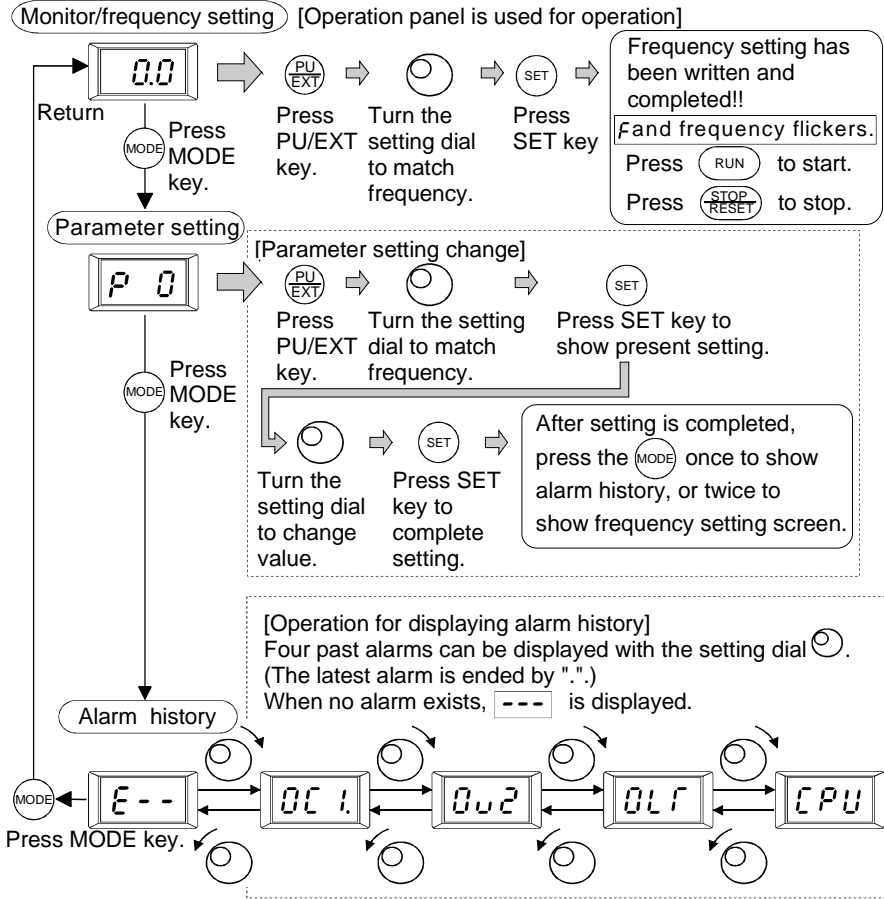 Monitor/frequency setting [Operation panel is used for operation]
0.0
Return
PU
EXT
SET
Press
PU/EXT
key.
Turn the
setting dial
to match
frequency.
Press
SET key
Frequency setting has
been written and
completed!!
F and frequency flickers.
Press RUN to start.
Press STOP RESET to stop.
MODE
Press
MODE
key.
Parameter setting
P 0
[Parameter setting change]
PU
EXT
SET
Press
PU/EXT
key.
Turn the setting
dial to match
frequency.
Press SET key to
show present setting.
MODE
Press
MODE
key.
SET
Turn the
setting dial
to change
value.
Press SET
key to
complete
setting.
After setting is completed,
press the MODE once to show
alarm history, or twice to
show frequency setting screen.
[Operation for displaying alarm history]
Four past alarms can be displayed with the setting dial .
(The latest alarm is ended by ".".)
When no alarm exists, --- is displayed.
Alarm history
MODE
E--
OC1.
Ov2
OLT
CPU
Press MODE key.